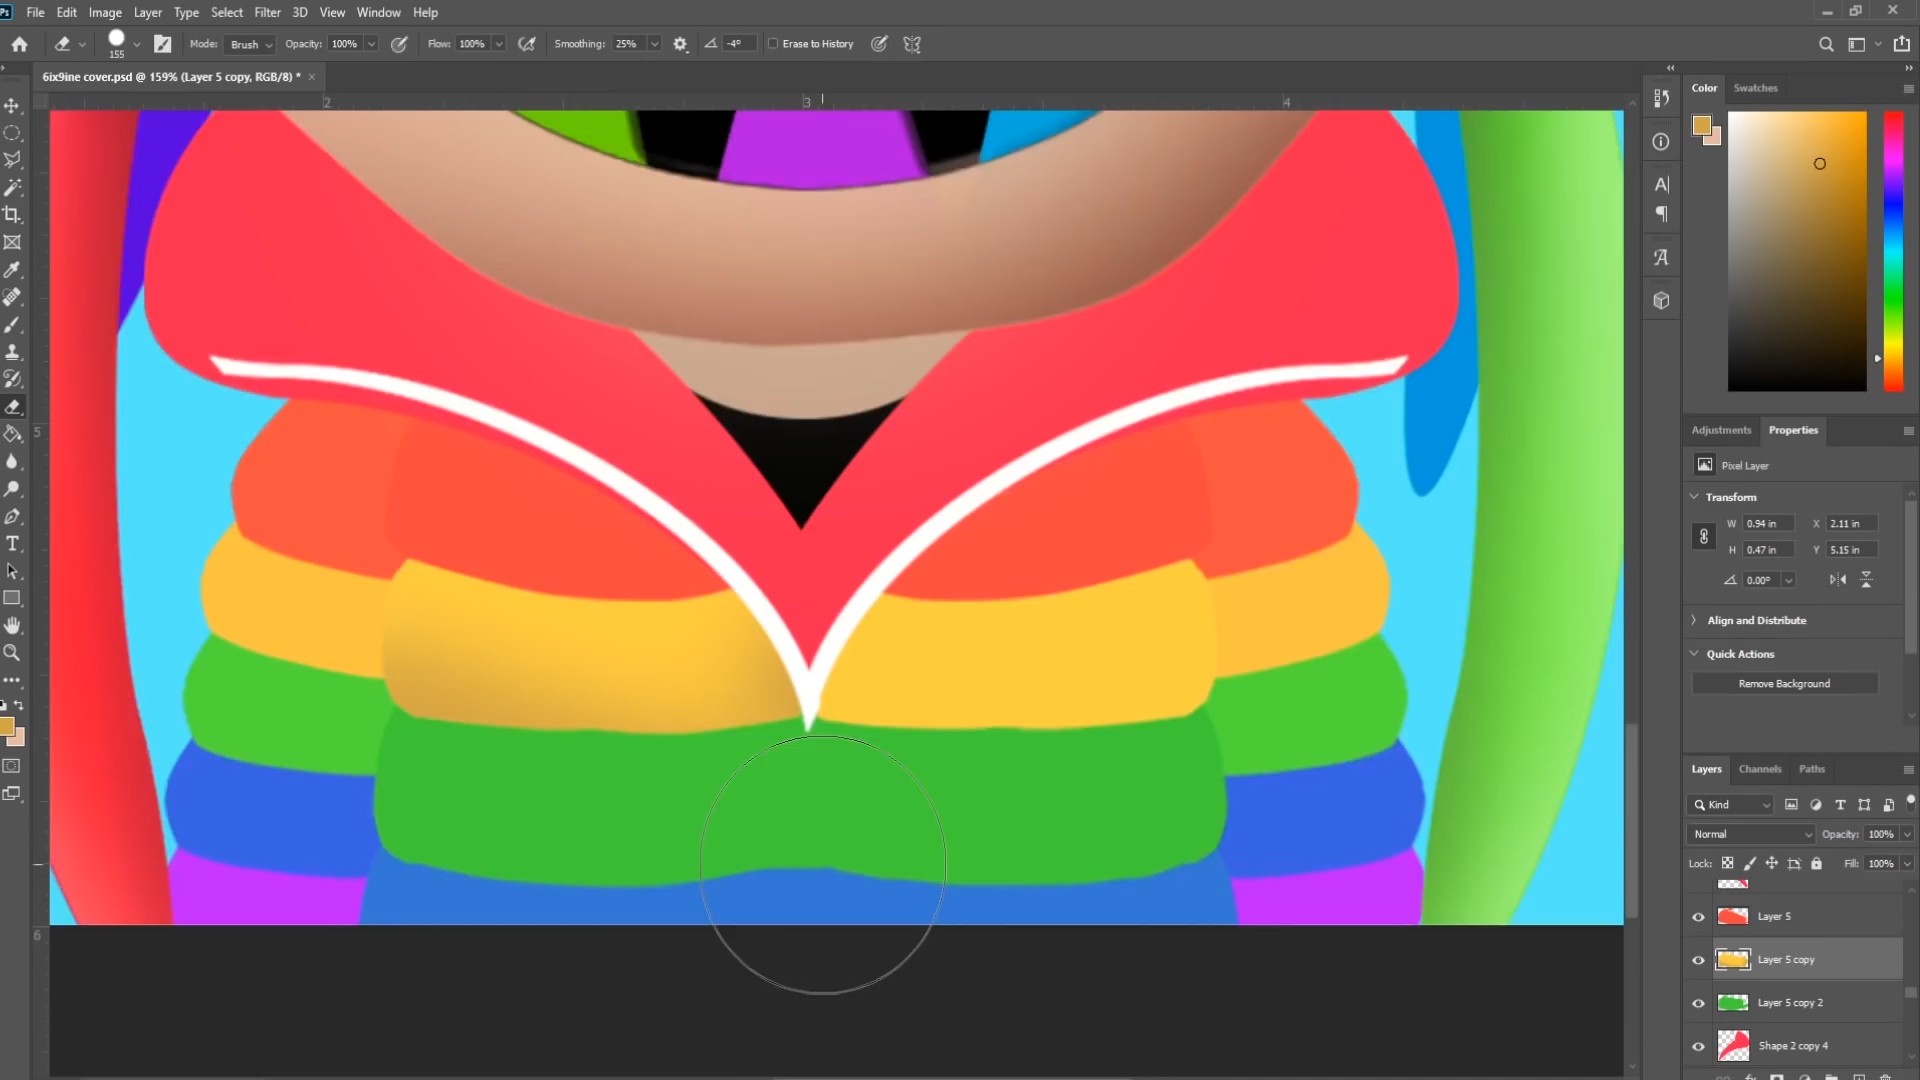 Ps File Edit Image Layer Type Select Filter 3D View Window Help
155 Mode: Brush Opacity: 100% Flow: 100% Smoothing: 25% -4° Erase to History
6ix9ine cover.psd @ 159% (Layer 5 copy, RGB/8) * ×
2 3 4
5
6
Color Swatches
Adjustments Properties
Pixel Layer
Transform
W 0.94 in X 2.11 in
H 0.47 in Y 5.15 in
0.00°
Align and Distribute
Quick Actions
Remove Background
Layers Channels Paths
Kind
Normal Opacity: 100%
Lock: Fill: 100%
Layer 5
Layer 5 copy
Layer 5 copy 2
Shape 2 copy 4